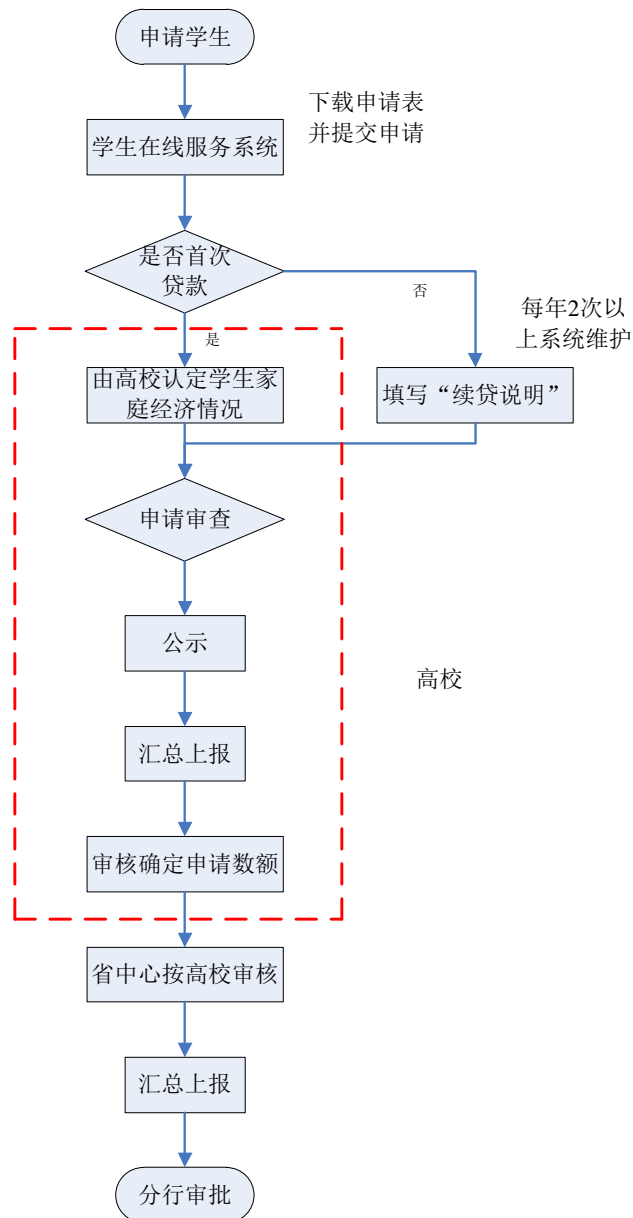 申请学生
下载申请表
并提交申请
学生在线服务系统
是否首次
贷款
否
每年2次以
上系统维护
是
由高校认定学生家
庭经济情况
填写“续贷说明”
申请审查
公示
高校
汇总上报
审核确定申请数额
省中心按高校审核
汇总上报
分行审批